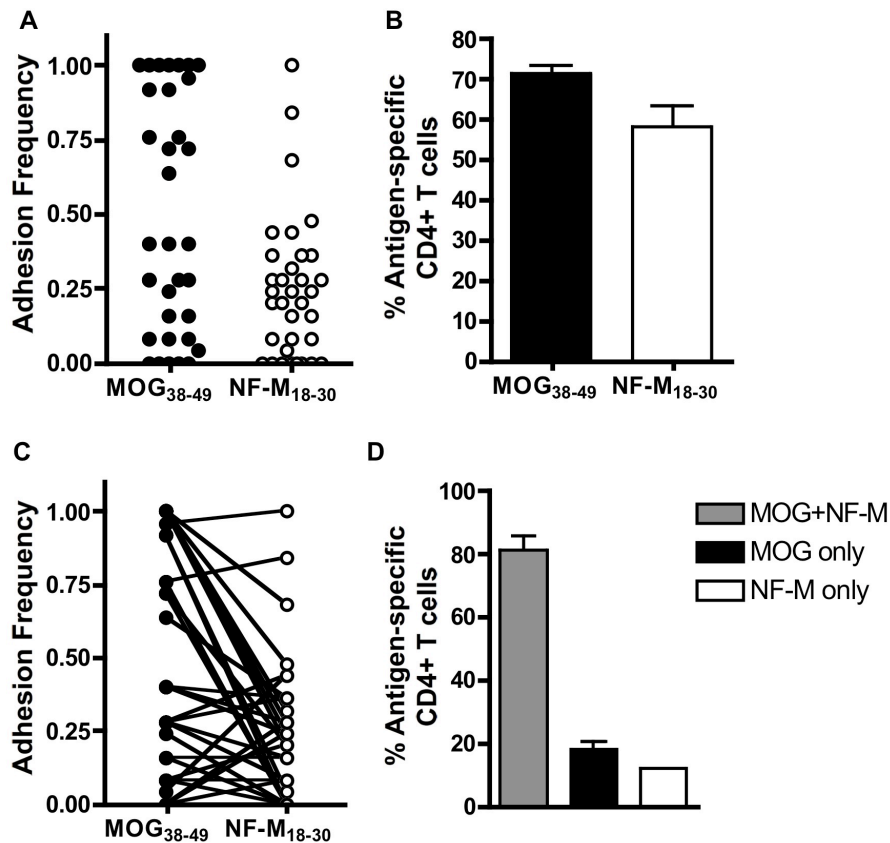 A
Adhesion Frequency
1.00
0.75
0.50
0.25
0.00
MOG38-49
NF-M18-30
B
% Antigen-specific
CD4+ T cells
80
70
60
50
40
30
20
10
0
MOG38-49
NF-M18-30
C
Adhesion Frequency
1.00
0.75
0.50
0.25
0.00
MOG38-49
NF-M18-30
D
% Antigen-specific
CD4+ T cells
100
80
60
40
20
0
MOG+NF-M
MOG only
NF-M only